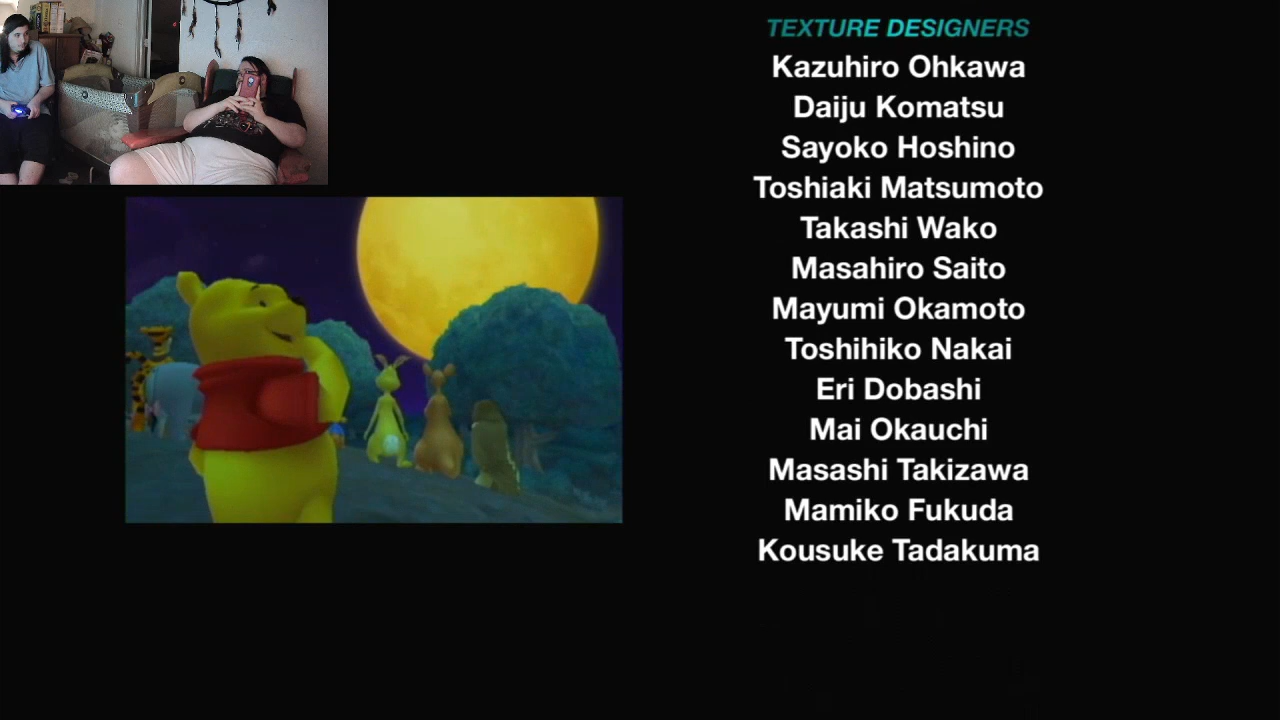 TEXTURE DESIGNERS
Kazuhiro Ohkawa
Daiju Komatsu
Sayoko Hoshino
Toshiaki Matsumoto
Takashi Wako
Masahiro Saito
Mayumi Okamoto
Toshihiko Nakai
Eri Dobashi
Mai Okauchi
Masashi Takizawa
Mamiko Fukuda
Kousuke Tadakuma